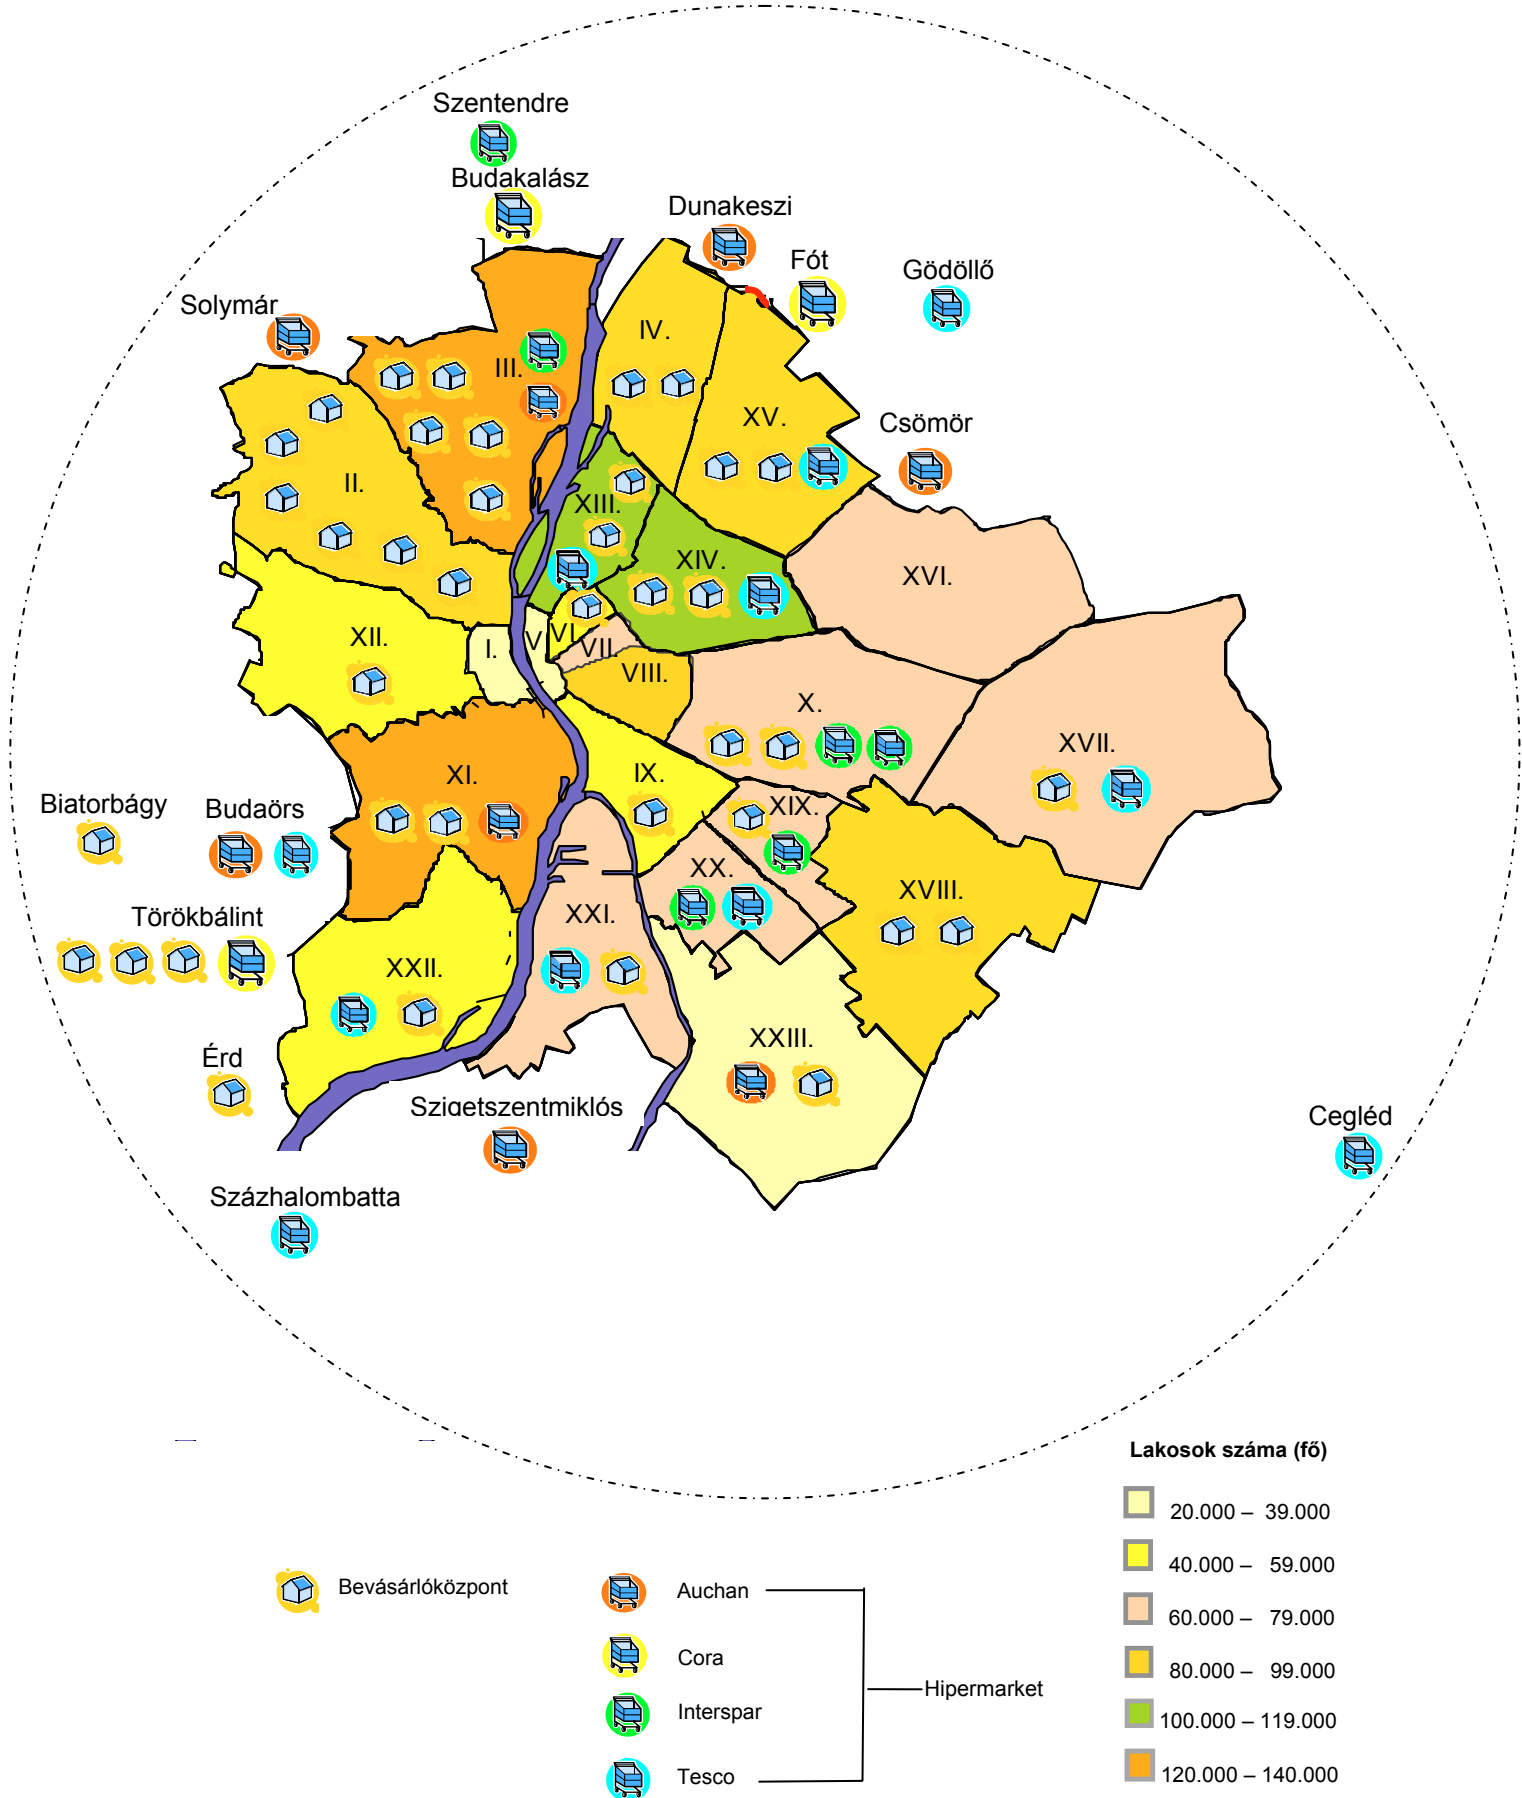 Szentendre
Budakalász
Dunakeszi
Fót
Gödöllő
Solymár
IV.
III.
XV.
Csömör
II.
XIII.
XIV.
XVI.
XII.
I.
V.
VI.
VII.
VIII.
X.
XVII.
XI.
IX.
Biatorbágy
Budaörs
XIX.
XX.
XVIII.
Törökbálint
XXI.
XXII.
XXIII.
Érd
Szigetszentmiklós
Cegléd
Százhalombatta
Lakosok száma (fő)
20.000 – 39.000
40.000 – 59.000
60.000 – 79.000
80.000 – 99.000
100.000 – 119.000
120.000 – 140.000
Bevásárlóközpont
Auchan
Cora
Interspar
Tesco
Hipermarket